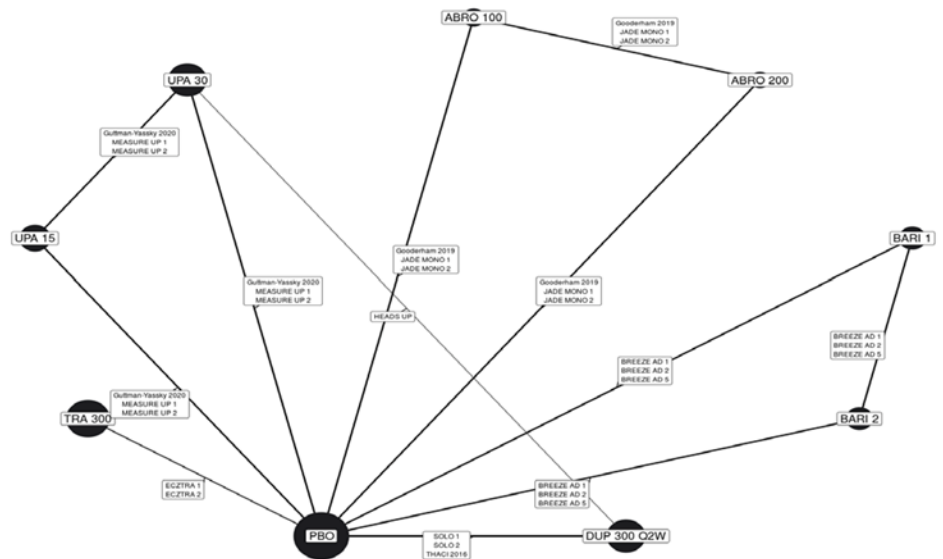 ABRO 100
Gooderham 2019
JADE MONO 1
JADE MONO 2
ABRO 200
UPA 30
Guttman-Yassky 2020
MEASURE UP 1
MEASURE UP 2
UPA 15
BARI 1
Gooderham 2019
JADE MONO 1
JADE MONO 2
Guttman-Yassky 2020
MEASURE UP 1
MEASURE UP 2
Gooderham 2019
JADE MONO 1
JADE MONO 2
HEADS UP
BREEZE AD 1
BREEZE AD 2
BREEZE AD 5
BREEZE AD 1
BREEZE AD 2
BREEZE AD 5
Guttman-Yassky 2020
MEASURE UP 1
MEASURE UP 2
TRA 300
BARI 2
ECZTRA 1
ECZTRA 2
BREEZE AD 1
BREEZE AD 2
BREEZE AD 5
PBO
SOLO 1
SOLO 2
THACI 2016
DUP 300 Q2W